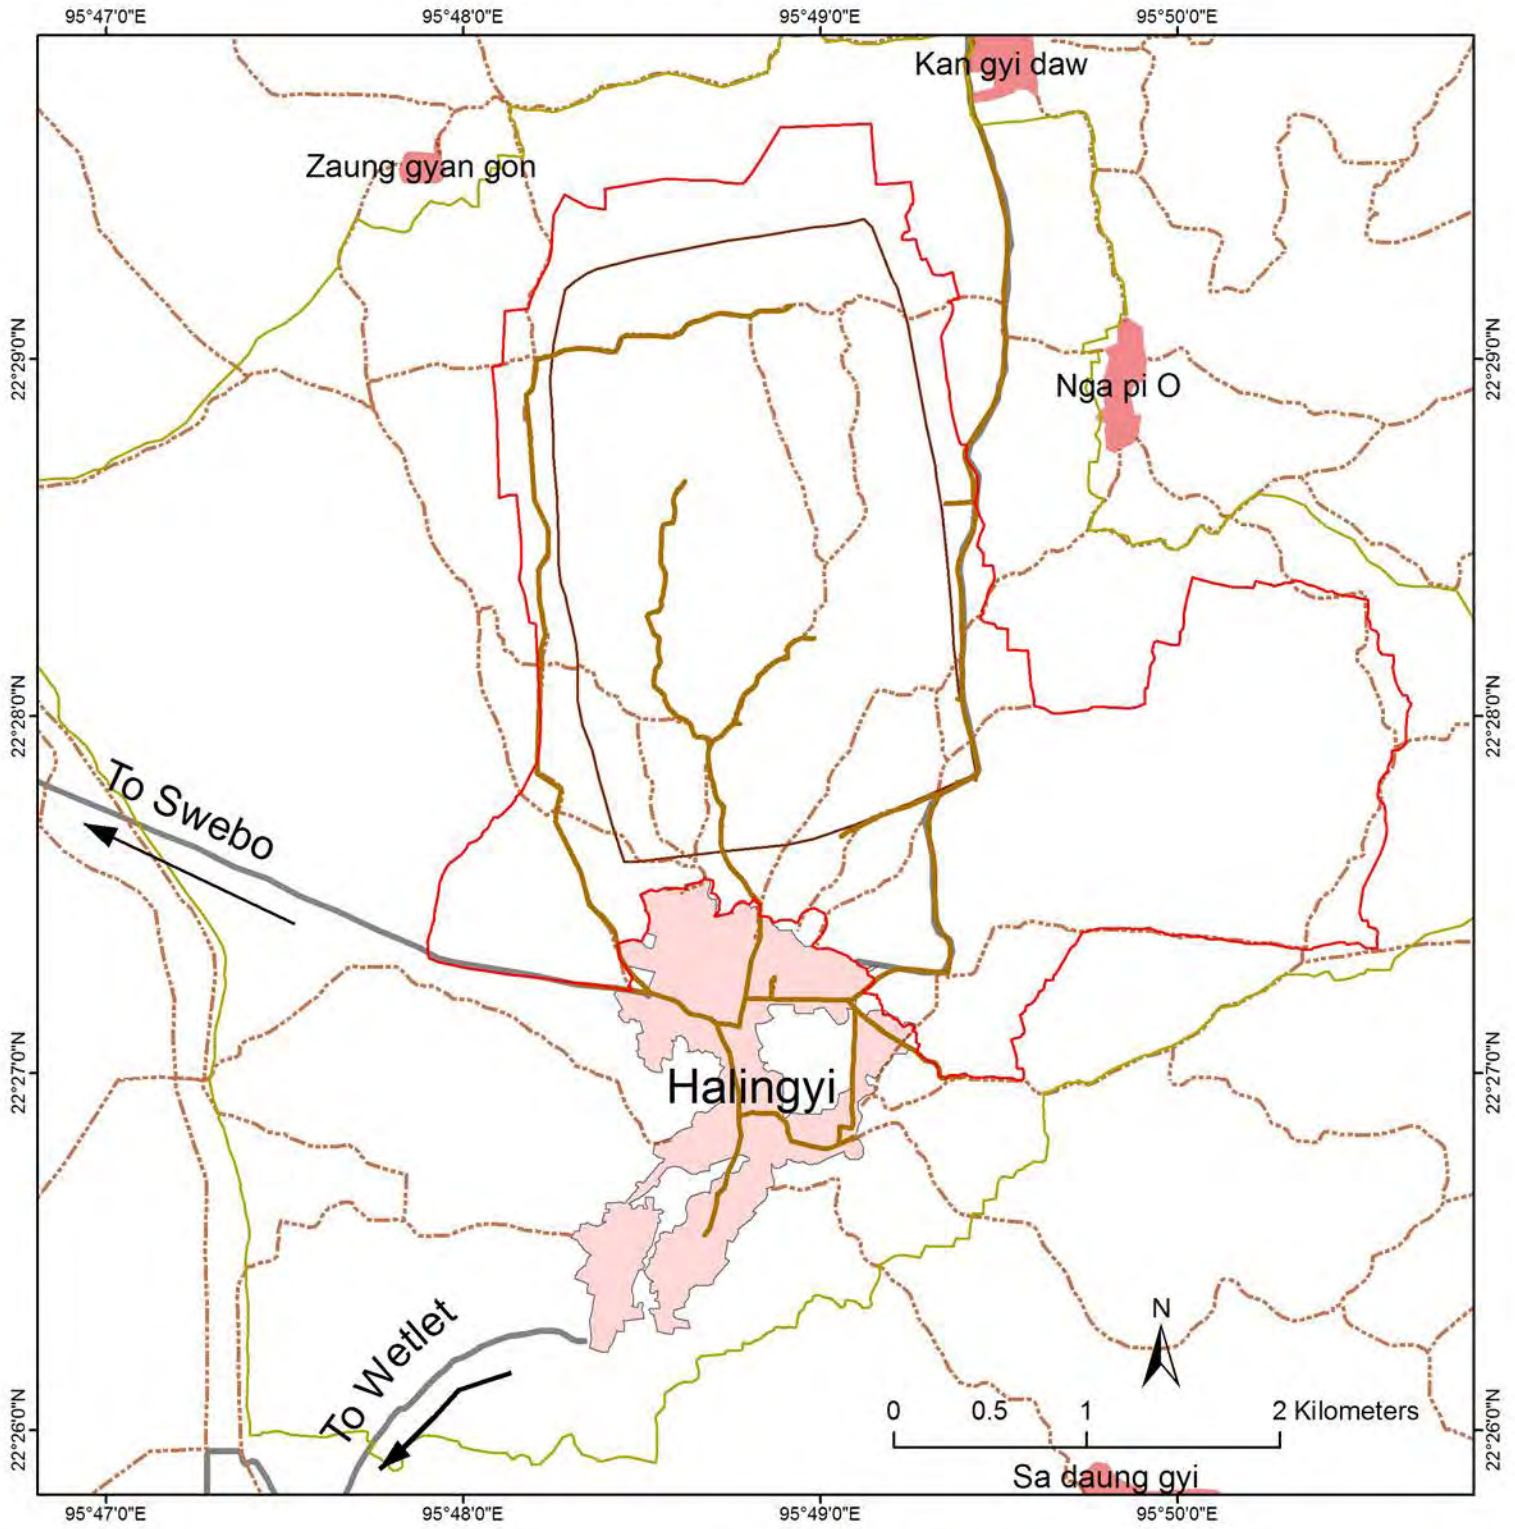 95°47'0"E 95°48'0"E 95°49'0"E 95°50'0"E
Kan gyi daw
Zaung gyan gon
22°29'0"N 22°29'0"N
Nga pi O
22°28'0"N 22°28'0"N
To Swebo
22°27'0"N 22°27'0"N
Halingyi
To Wetlet
N
0 0.5 1 2 Kilometers
22°26'0"N 22°26'0"N
Sa daung gyi
95°47'0"E 95°48'0"E 95°49'0"E 95°50'0"E